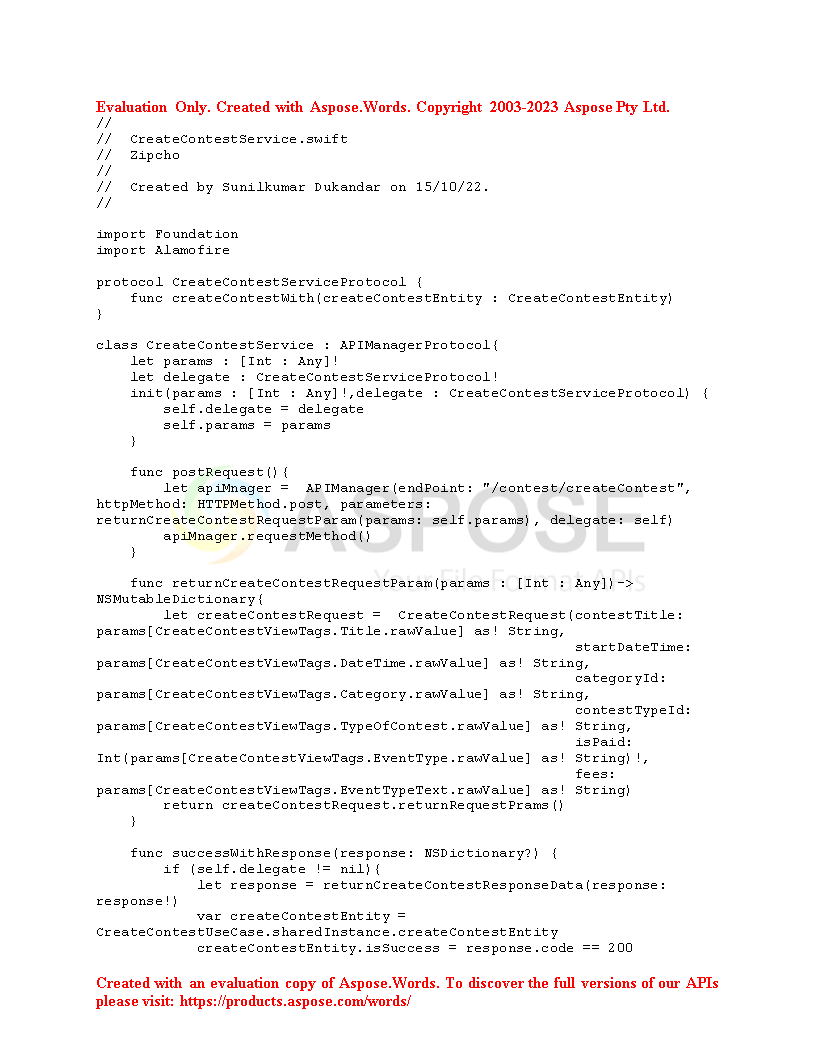 Evaluation Only. Created with Aspose.Words. Copyright 2003-2023 Aspose Pty Ltd.
//
//  CreateContestService.swift
//  Zipcho
//
//  Created by Sunilkumar Dukandar on 15/10/22.
//
import Foundation
import Alamofire
protocol CreateContestServiceProtocol {
    func createContestWith(createContestEntity : CreateContestEntity)
}
class CreateContestService : APIManagerProtocol{
    let params : [Int : Any]!
    let delegate : CreateContestServiceProtocol!
    init(params : [Int : Any]!,delegate : CreateContestServiceProtocol) {
        self.delegate = delegate
        self.params = params
    }
    func postRequest(){
        let apiMnager =  APIManager(endPoint: "/contest/createContest",
httpMethod: HTTPMethod.post, parameters:
returnCreateContestRequestParam(params: self.params), delegate: self)
        apiMnager.requestMethod()
    }
ASPOSE
Your File Format APIs
    func returnCreateContestRequestParam(params : [Int : Any])->
NSMutableDictionary{
        let createContestRequest =  CreateContestRequest(contestTitle:
params[CreateContestViewTags.Title.rawValue] as! String,
                                                         startDateTime:
params[CreateContestViewTags.DateTime.rawValue] as! String,
                                                         categoryId:
params[CreateContestViewTags.Category.rawValue] as! String,
                                                         contestTypeId:
params[CreateContestViewTags.TypeOfContest.rawValue] as! String,
                                                         isPaid:
Int(params[CreateContestViewTags.EventType.rawValue] as! String)!,
                                                         fees:
params[CreateContestViewTags.EventTypeText.rawValue] as! String)
        return createContestRequest.returnRequestPrams()
    }
    func successWithResponse(response: NSDictionary?) {
        if (self.delegate != nil){
            let response = returnCreateContestResponseData(response:
response!)
            var createContestEntity =
CreateContestUseCase.sharedInstance.createContestEntity
            createContestEntity.isSuccess = response.code == 200
Created with an evaluation copy of Aspose.Words. To discover the full versions of our APIs
please visit: https://products.aspose.com/words/